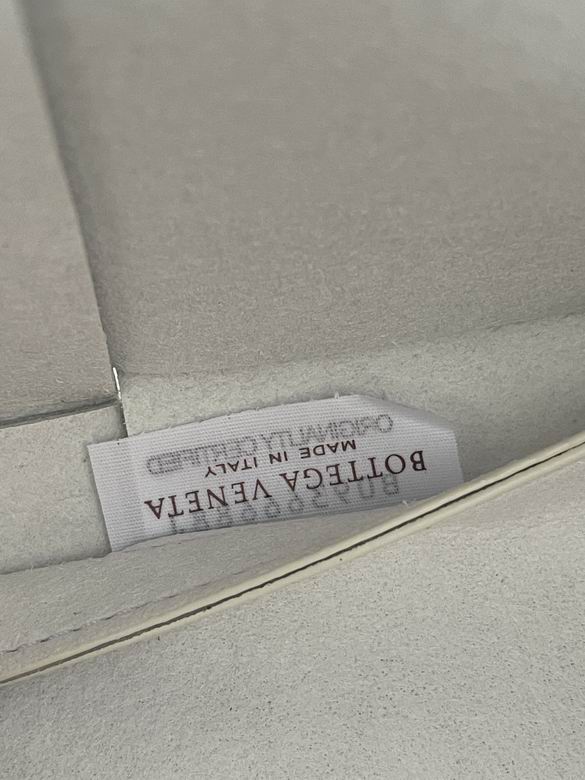 BOTTEGA VENETA
MADE IN ITALY
ORIGINALITY CERTIFIED